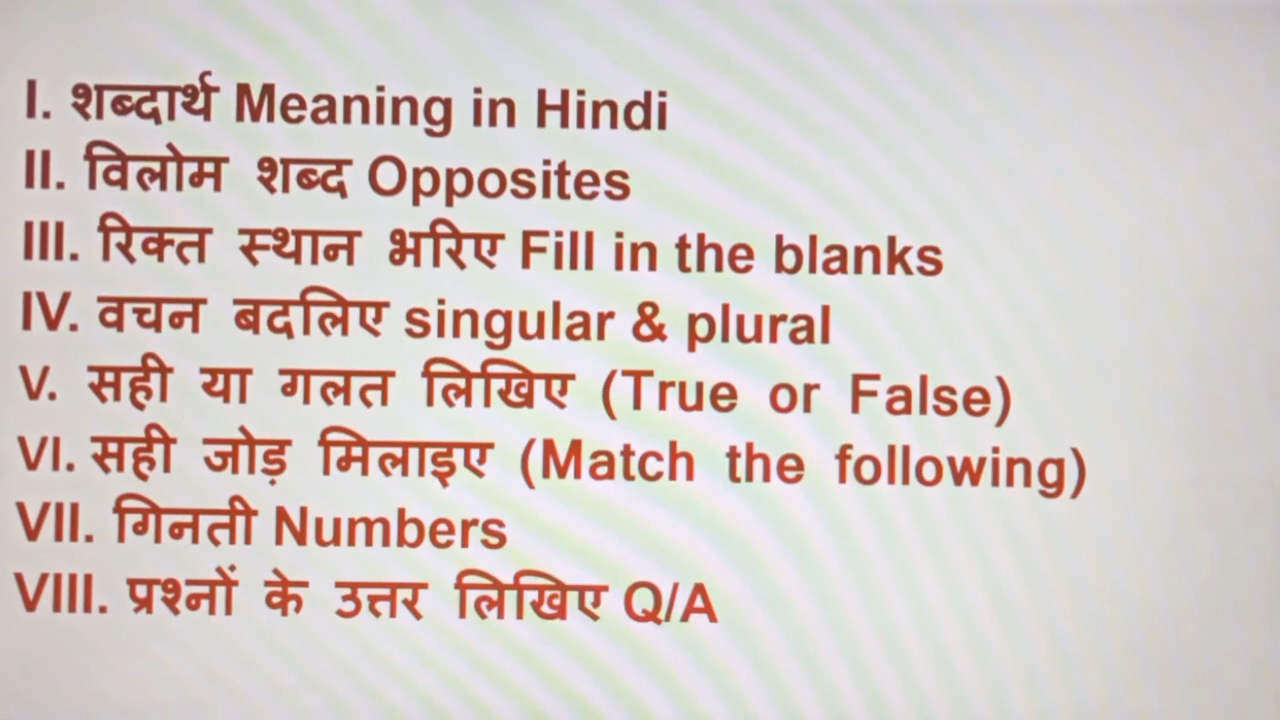 I. शब्दार्थ Meaning in Hindi
II. विलोम शब्द Opposites
III. रिक्त स्थान भरिए Fill in the blanks
IV. वचन बदलिए singular & plural
V. सही या गलत लिखिए (True or False)
VI. सही जोड़ मिलाइए (Match the following)
VII. गिनती Numbers
VIII. प्रश्नों के उत्तर लिखिए Q/A